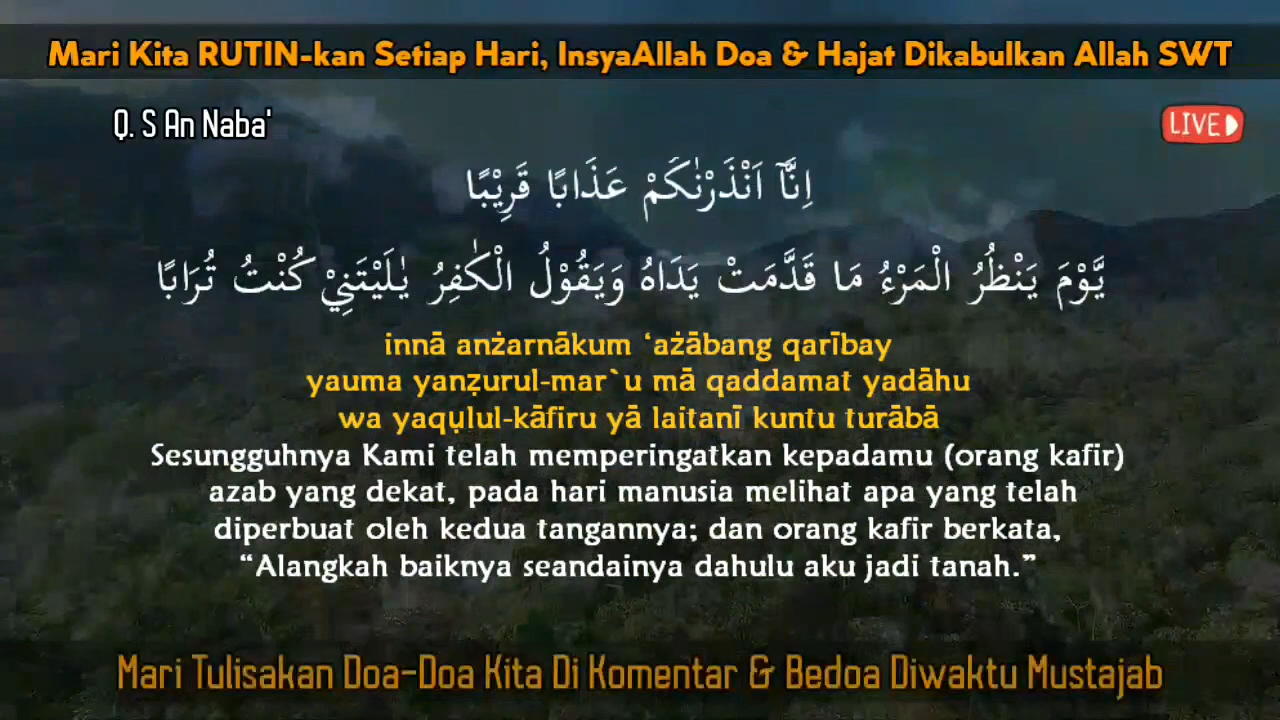 Mari Kita RUTIN-kan Setiap Hari, InsyaAllah Doa & Hajat Dikabulkan Allah SWT
Q. S An Naba'
LIVE
اِنَّآ اَنْذَرْنٰكُمْ عَذَابًا قَرِيْبًا
يَّوْمَ يَنْظُرُ الْمَرْءُ مَا قَدَّمَتْ يَدَاهُ وَيَقُوْلُ الْكٰفِرُ يٰلَيْتَنِيْ كُنْتُ تُرَابًا
innā anżarnākum ‘ażābang qarībay
yauma yanẓurul-mar`u mā qaddamat yadāhu
wa yaqụlul-kāfiru yā laitanī kuntu turābā
Sesungguhnya Kami telah memperingatkan kepadamu (orang kafir)
azab yang dekat, pada hari manusia melihat apa yang telah
diperbuat oleh kedua tangannya; dan orang kafir berkata,
“Alangkah baiknya seandainya dahulu aku jadi tanah.”
Mari Tulisakan Doa-Doa Kita Di Komentar & Bedoa Diwaktu Mustajab